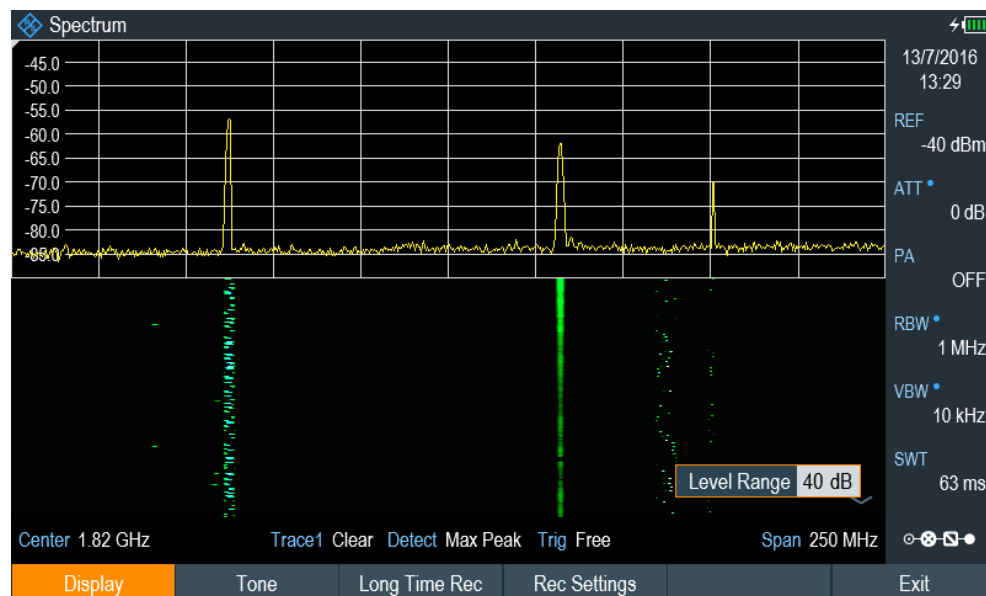 Spectrum
13/7/2016
13:29
-45.0
-50.0
-55.0
-60.0
-65.0
-70.0
-75.0
-80.0
-85.0
REF
-40 dBm
ATT
0 dB
PA
OFF
RBW
1 MHz
VBW
10 kHz
SWT
63 ms
Level Range 40 dB
Center 1.82 GHz Trace1 Clear Detect Max Peak Trig Free Span 250 MHz
Display Tone Long Time Rec Rec Settings Exit